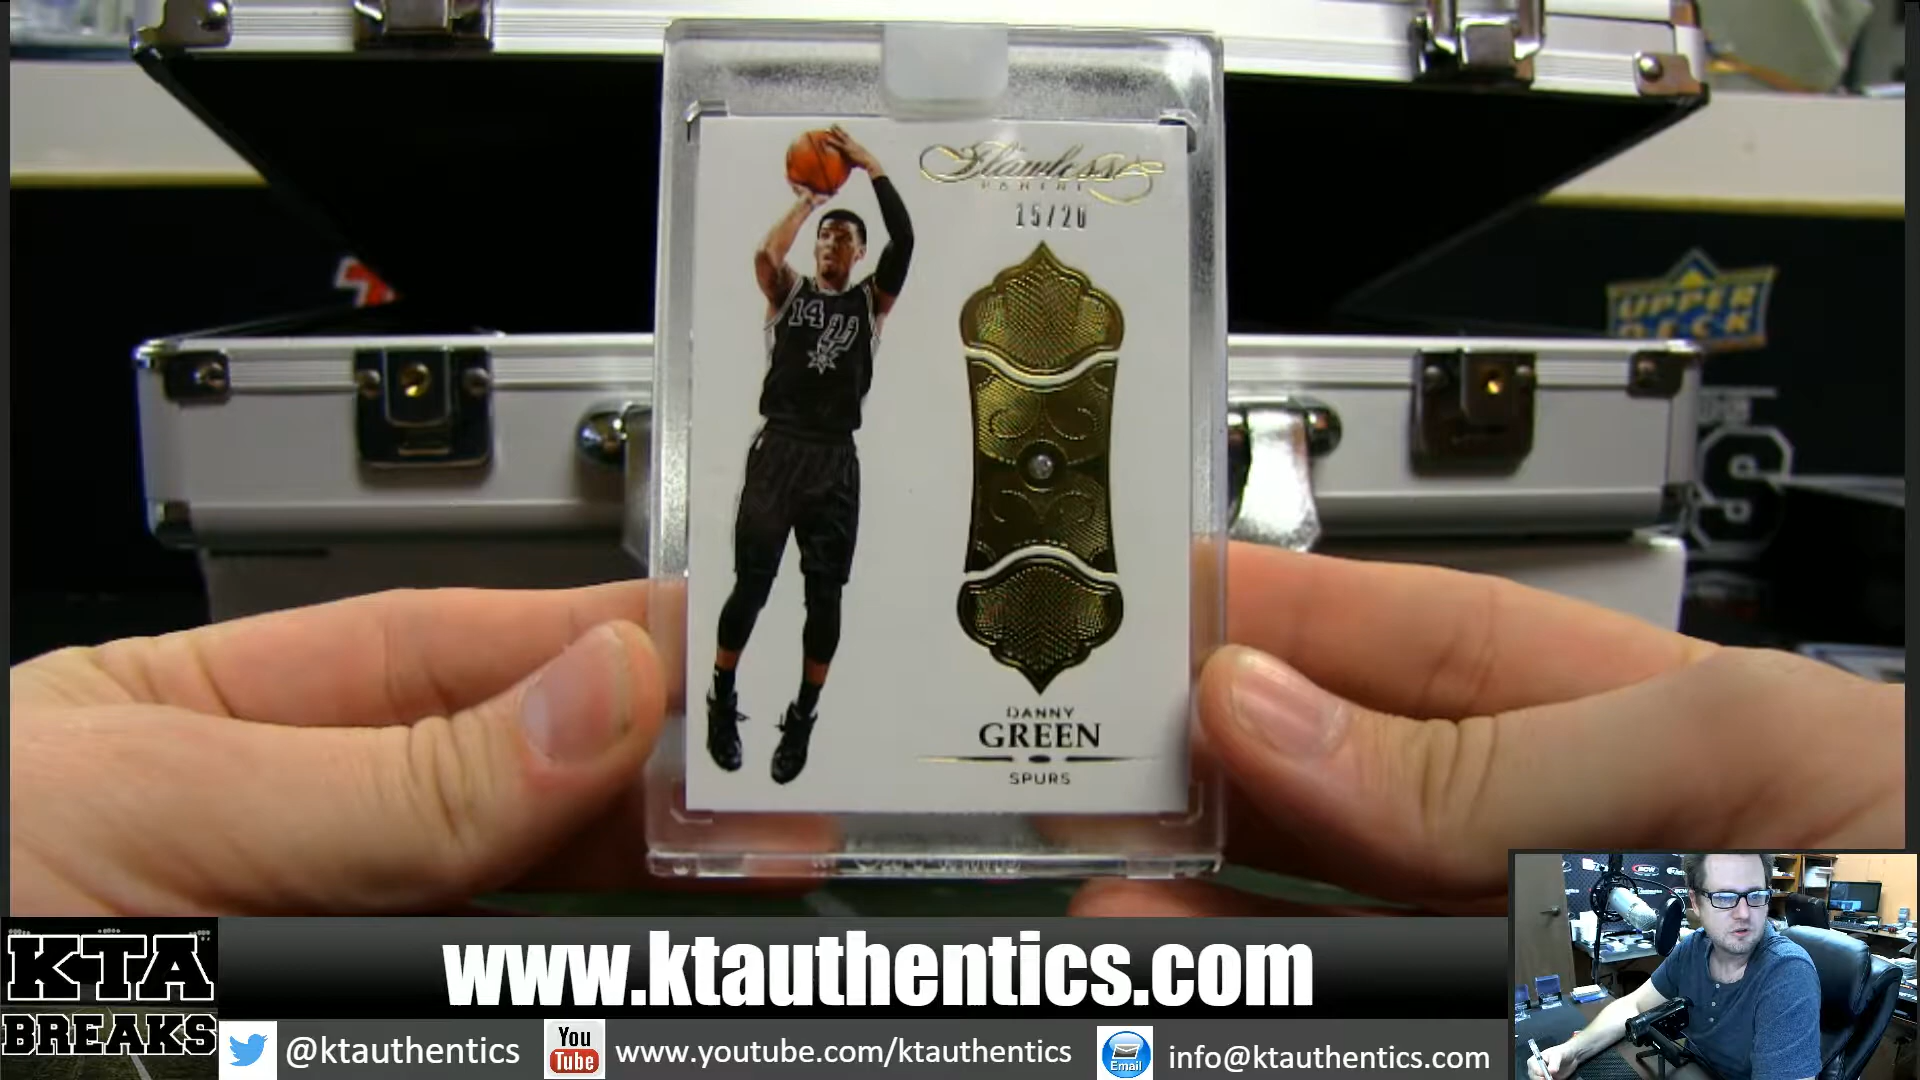 Flawless
PANINI
15/20
14
DANNY
GREEN
SPURS
UPPER
DECK
S
www.ktauthentics.com
KTA
BREAKS
@ktauthentics
You
Tube
www.youtube.com/ktauthentics
Email
info@ktauthentics.com